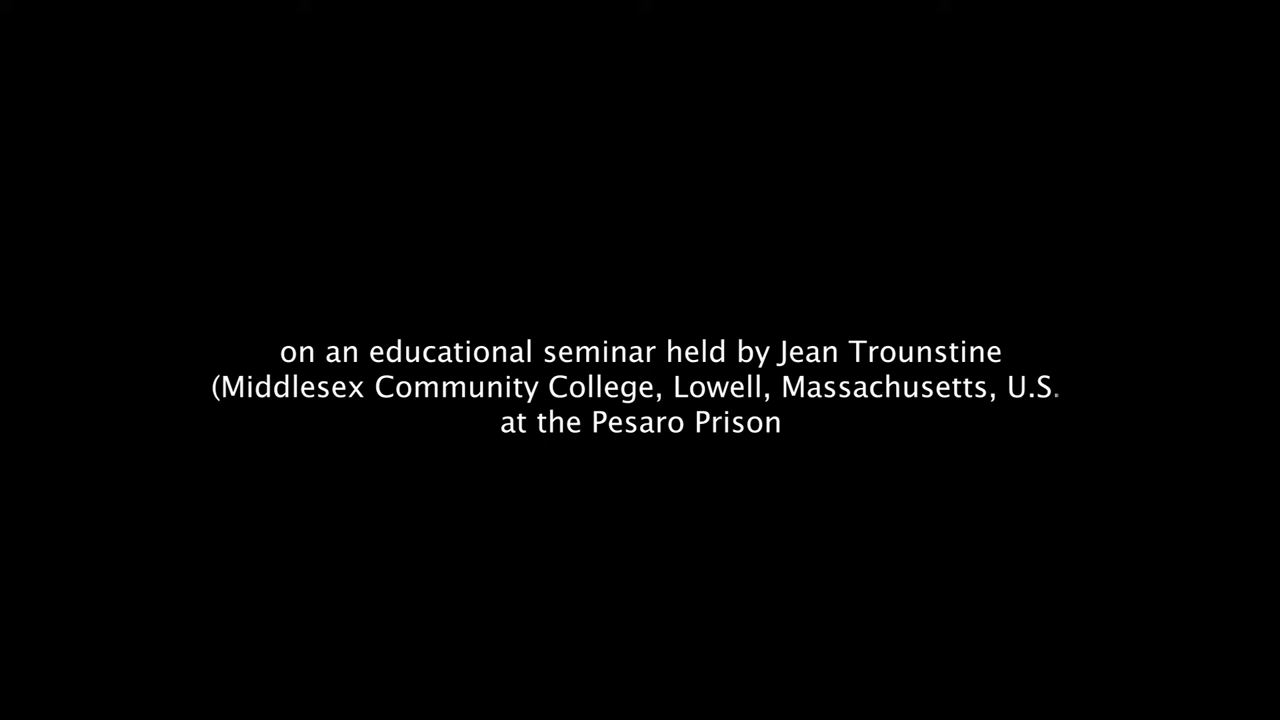 on an educational seminar held by Jean Trounstine
(Middlesex Community College, Lowell, Massachusetts, U.S.
at the Pesaro Prison